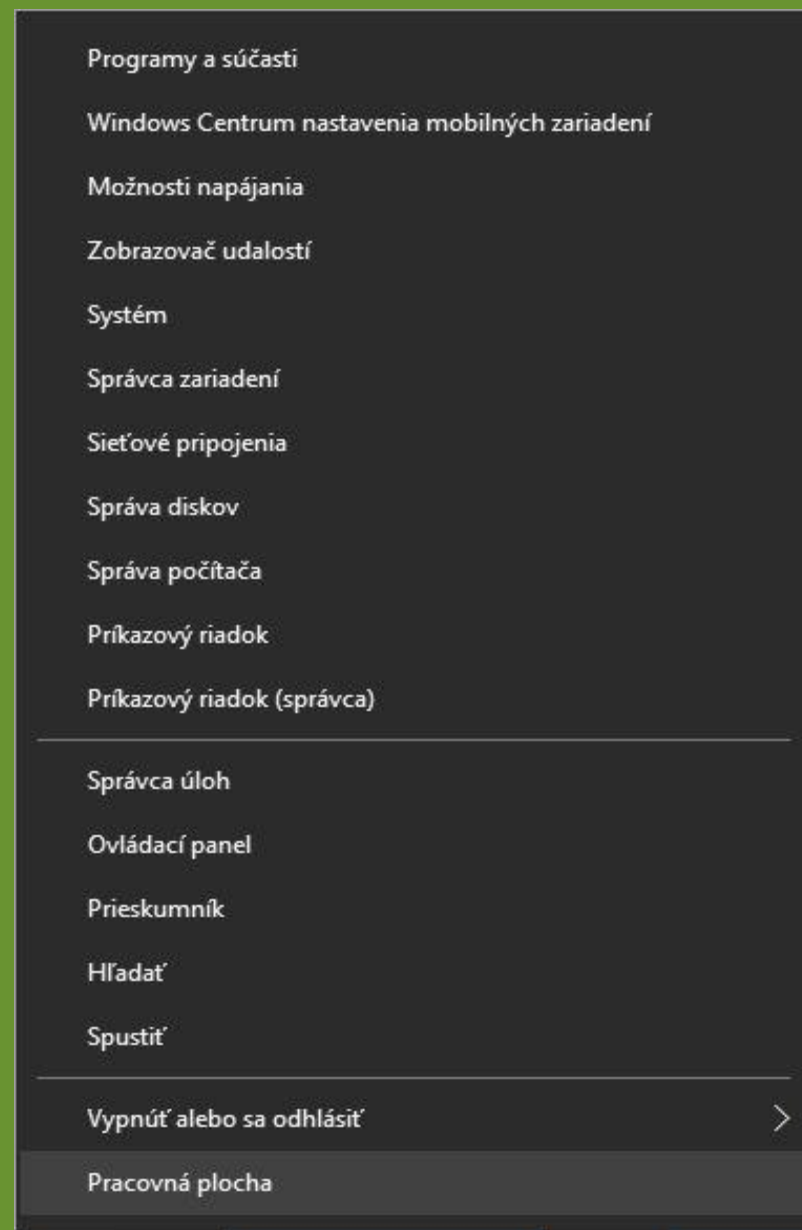 Programy a súčasti
Windows Centrum nastavenia mobilných zariadení
Možnosti napájania
Zobrazovač udalostí
Systém
Správca zariadení
Sieťové pripojenia
Správa diskov
Správa počítača
Príkazový riadok
Príkazový riadok (správca)
Správca úloh
Ovládací panel
Prieskumník
Hľadať
Spustiť
Vypnúť alebo sa odhlásiť
Pracovná plocha